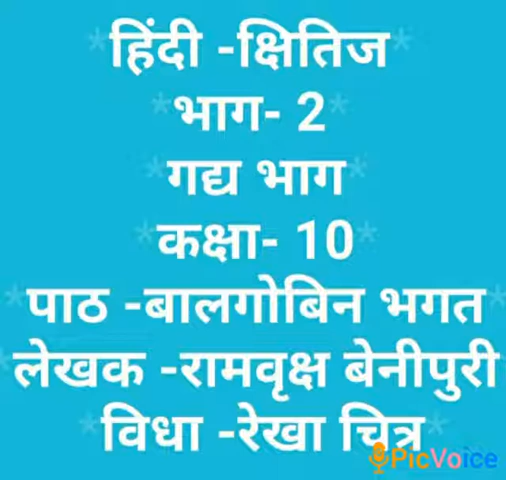 *हिंदी -क्षितिज*
*भाग- 2*
*गद्य भाग*
*कक्षा- 10*
*पाठ -बालगोबिन भगत*
*लेखक -रामवृक्ष बेनीपुरी
*विधा -रेखा चित्र*
PicVoice